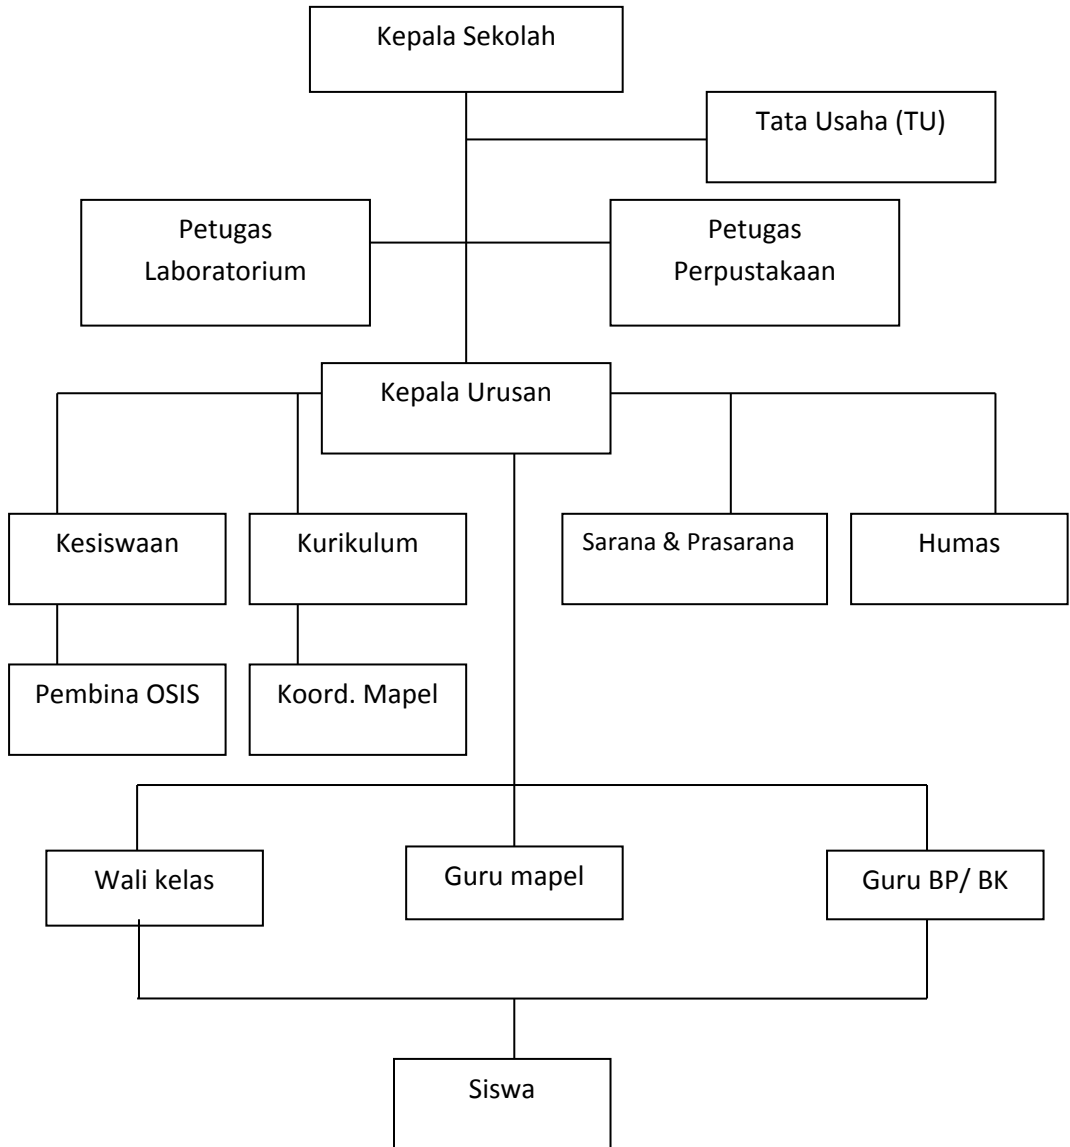 Kepala Sekolah
Tata Usaha (TU)
Petugas
Laboratorium
Petugas
Perpustakaan
Kepala Urusan
Kesiswaan
Kurikulum
Sarana & Prasarana
Humas
Pembina OSIS
Koord. Mapel
Wali kelas
Guru mapel
Guru BP/ BK
Siswa